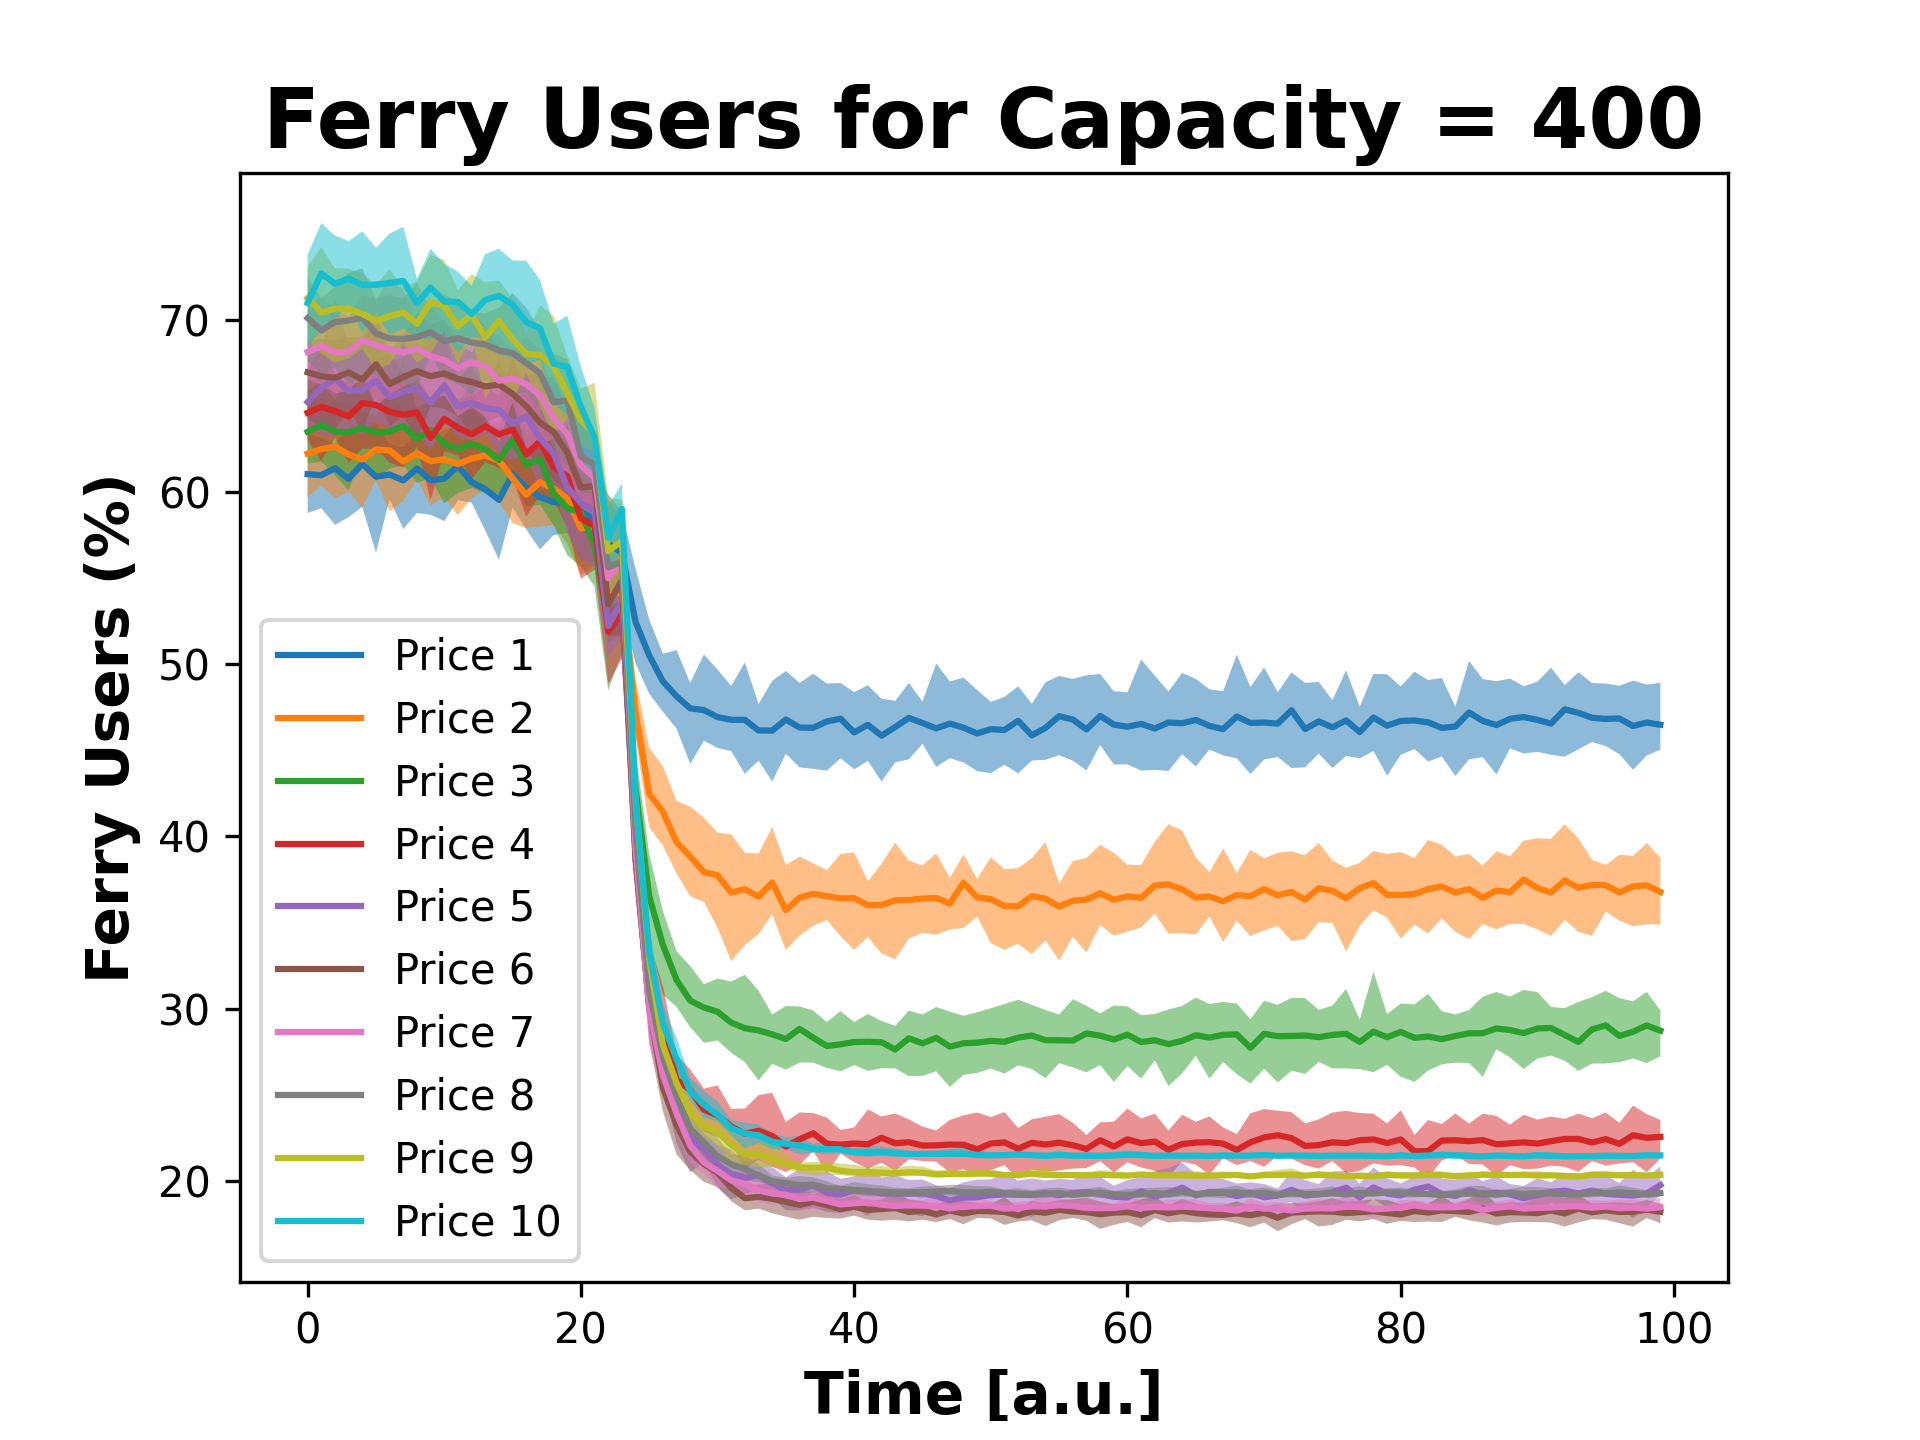 Ferry Users for Capacity = 400
Ferry Users (%)
70
60
50
40
30
20
Price 1
Price 2
Price 3
Price 4
Price 5
Price 6
Price 7
Price 8
Price 9
Price 10
0 20 40 60 80 100
Time [a.u.]